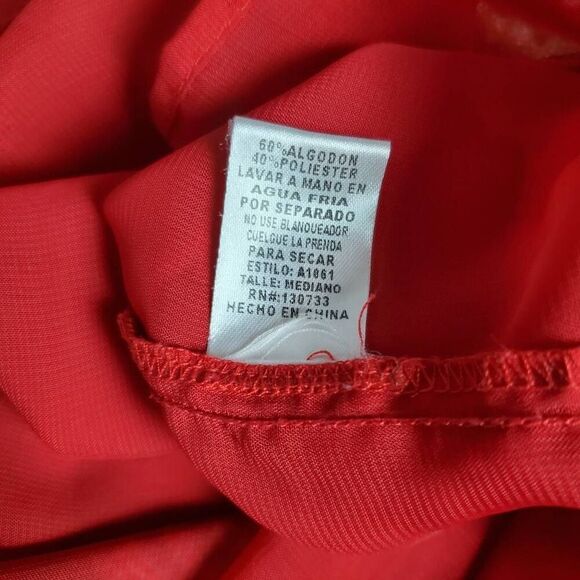 60%ALGODON
40%POLIESTER
LAVAR A MANO EN
AGUA FRIA
POR SEPARADO
NO USE BLANQUEADOR
CUELGUE LA PRENDA
PARA SECAR
ESTILO: A1061
TALLE: MEDIANO
RN#:130733
HECHO EN CHINA